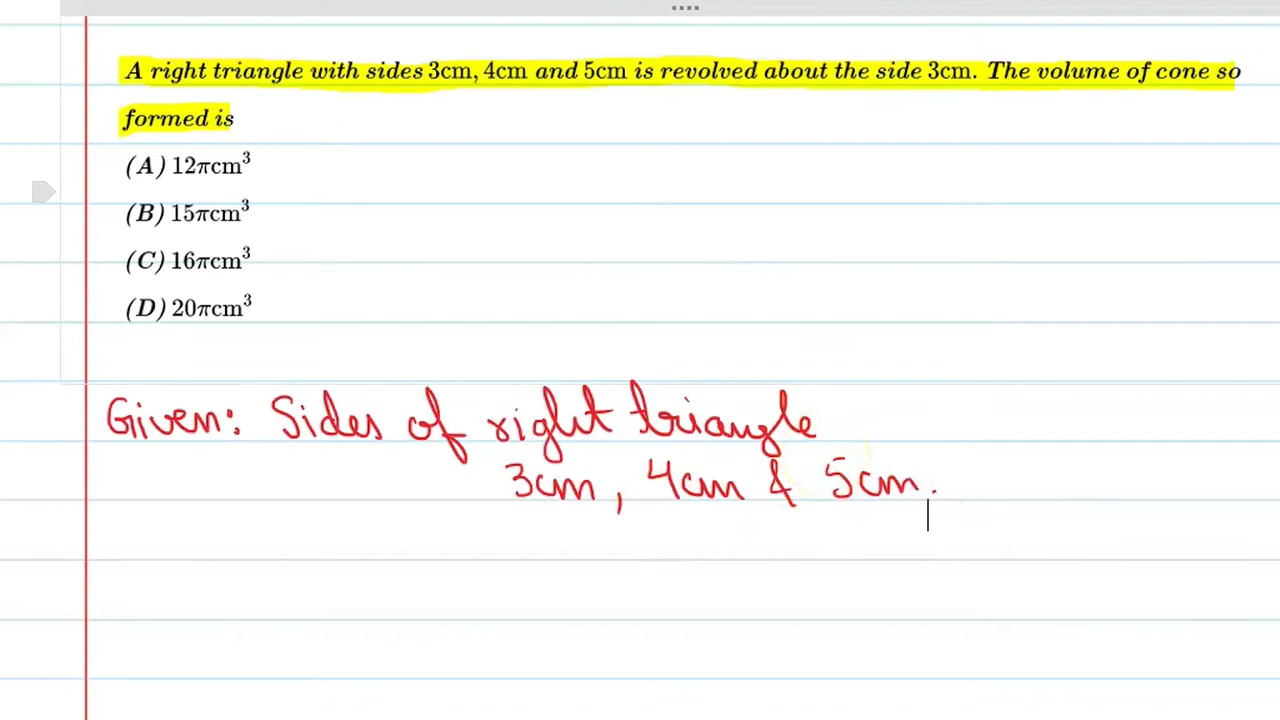 A right triangle with sides 3cm, 4cm and 5cm is revolved about the side 3cm. The volume of cone so
formed is
(A) 12πcm³
(B) 15πcm³
(C) 16πcm³
(D) 20πcm³
Given: Sides of right triangle
3cm, 4cm & 5cm.